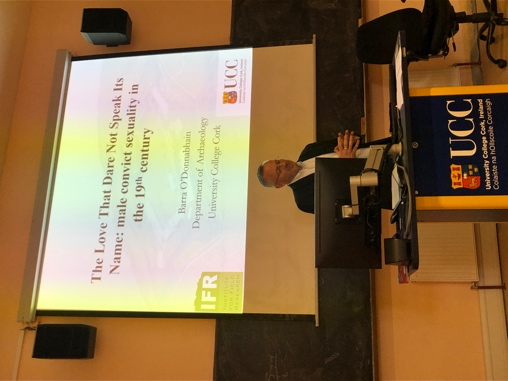 The Love That Dare Not Speak Its
Name: male convict sexuality in
the 19th century
Barra O'Donnabhain
Department of Archaeology
University College Cork
UCC
IFR
UCC
University College Cork, Ireland
Coláiste na hOllscoile Corcaigh